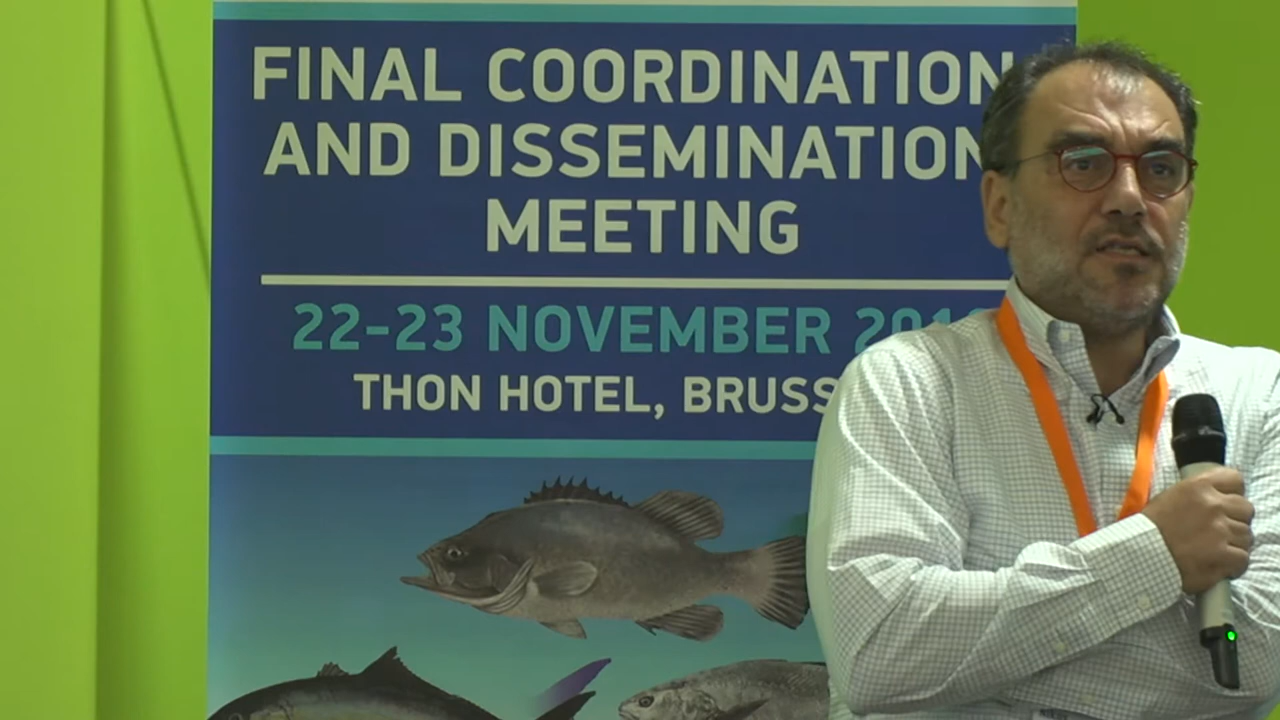 FINAL COORDINATION
AND DISSEMINATION
MEETING
22-23 NOVEMBER
THON HOTEL,